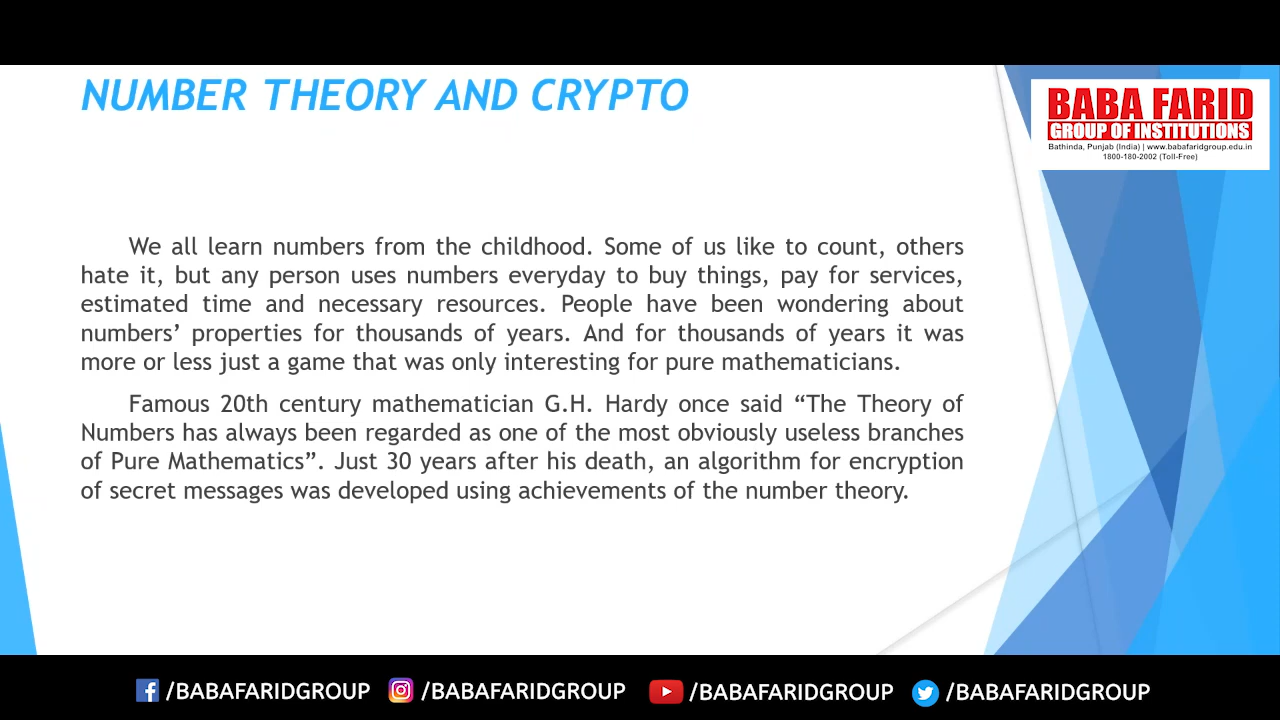 NUMBER THEORY AND CRYPTO
BABA FARID
GROUP OF INSTITUTIONS
Bathinda, Punjab (India) | www.babafaridgroup.edu.in
1800-180-2002 (Toll-Free)
We all learn numbers from the childhood. Some of us like to count, others
hate it, but any person uses numbers everyday to buy things, pay for services,
estimated time and necessary resources. People have been wondering about
numbers’ properties for thousands of years. And for thousands of years it was
more or less just a game that was only interesting for pure mathematicians.
Famous 20th century mathematician G.H. Hardy once said “The Theory of
Numbers has always been regarded as one of the most obviously useless branches
of Pure Mathematics”. Just 30 years after his death, an algorithm for encryption
of secret messages was developed using achievements of the number theory.
/BABAFARIDGROUP /BABAFARIDGROUP /BABAFARIDGROUP /BABAFARIDGROUP